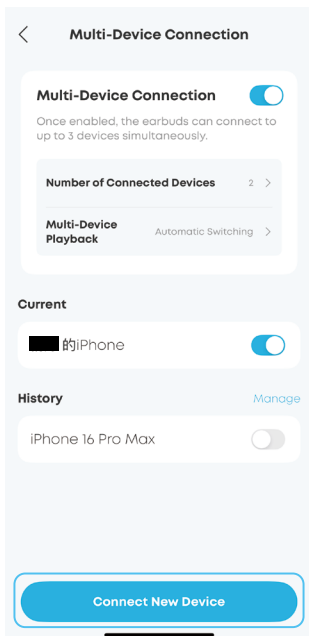 Multi-Device Connection
Multi-Device Connection
Once enabled, the earbuds can connect to
up to 3 devices simultaneously.
Number of Connected Devices 2
Multi-Device
Playback
Automatic Switching
Current
的iPhone
History Manage
iPhone 16 Pro Max
Connect New Device